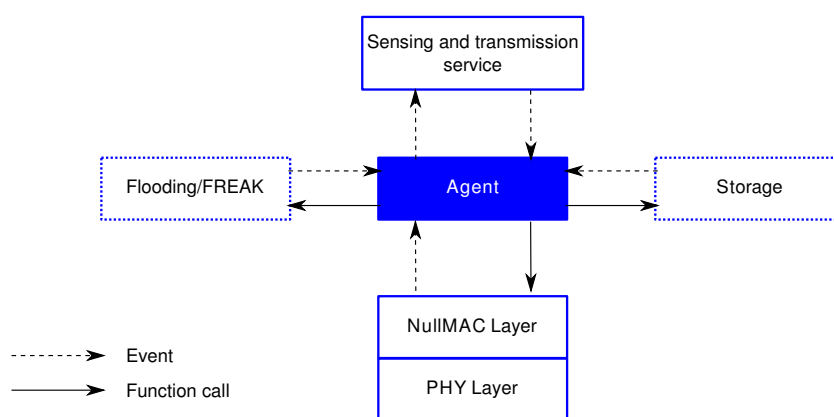 Sensing and transmission
service
Flooding/FREAK
Agent
Storage
NullMAC Layer
PHY Layer
Event
Function call